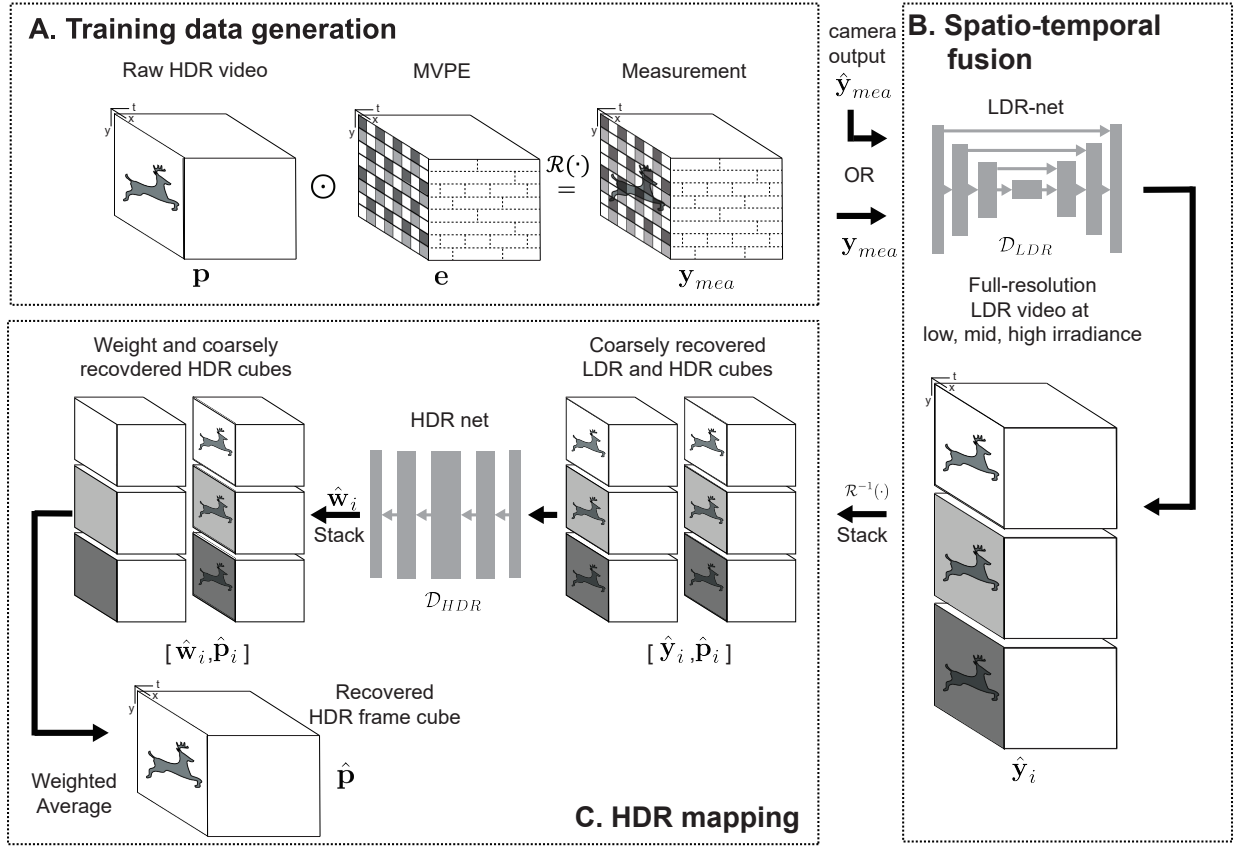 A. Training data generation
Raw HDR video
MVPE
Measurement
t
x
y
t
x
y
t
x
y
⊙
R(·)
=
p
e
y_mea
camera
output
ŷ_mea
OR
y_mea
B. Spatio-temporal
fusion
LDR-net
D_LDR
Full-resolution
LDR video at
low, mid, high irradiance
t
x
y
ŷ_i
R⁻¹(·)
Stack
Coarsely recovered
LDR and HDR cubes
[ ŷ_i ,p̂_i ]
HDR net
D_HDR
ŵ_i
Stack
Weight and coarsely
recovdered HDR cubes
[ ŵ_i,p̂_i ]
t
x
y
Recovered
HDR frame cube
p̂
Weighted
Average
C. HDR mapping